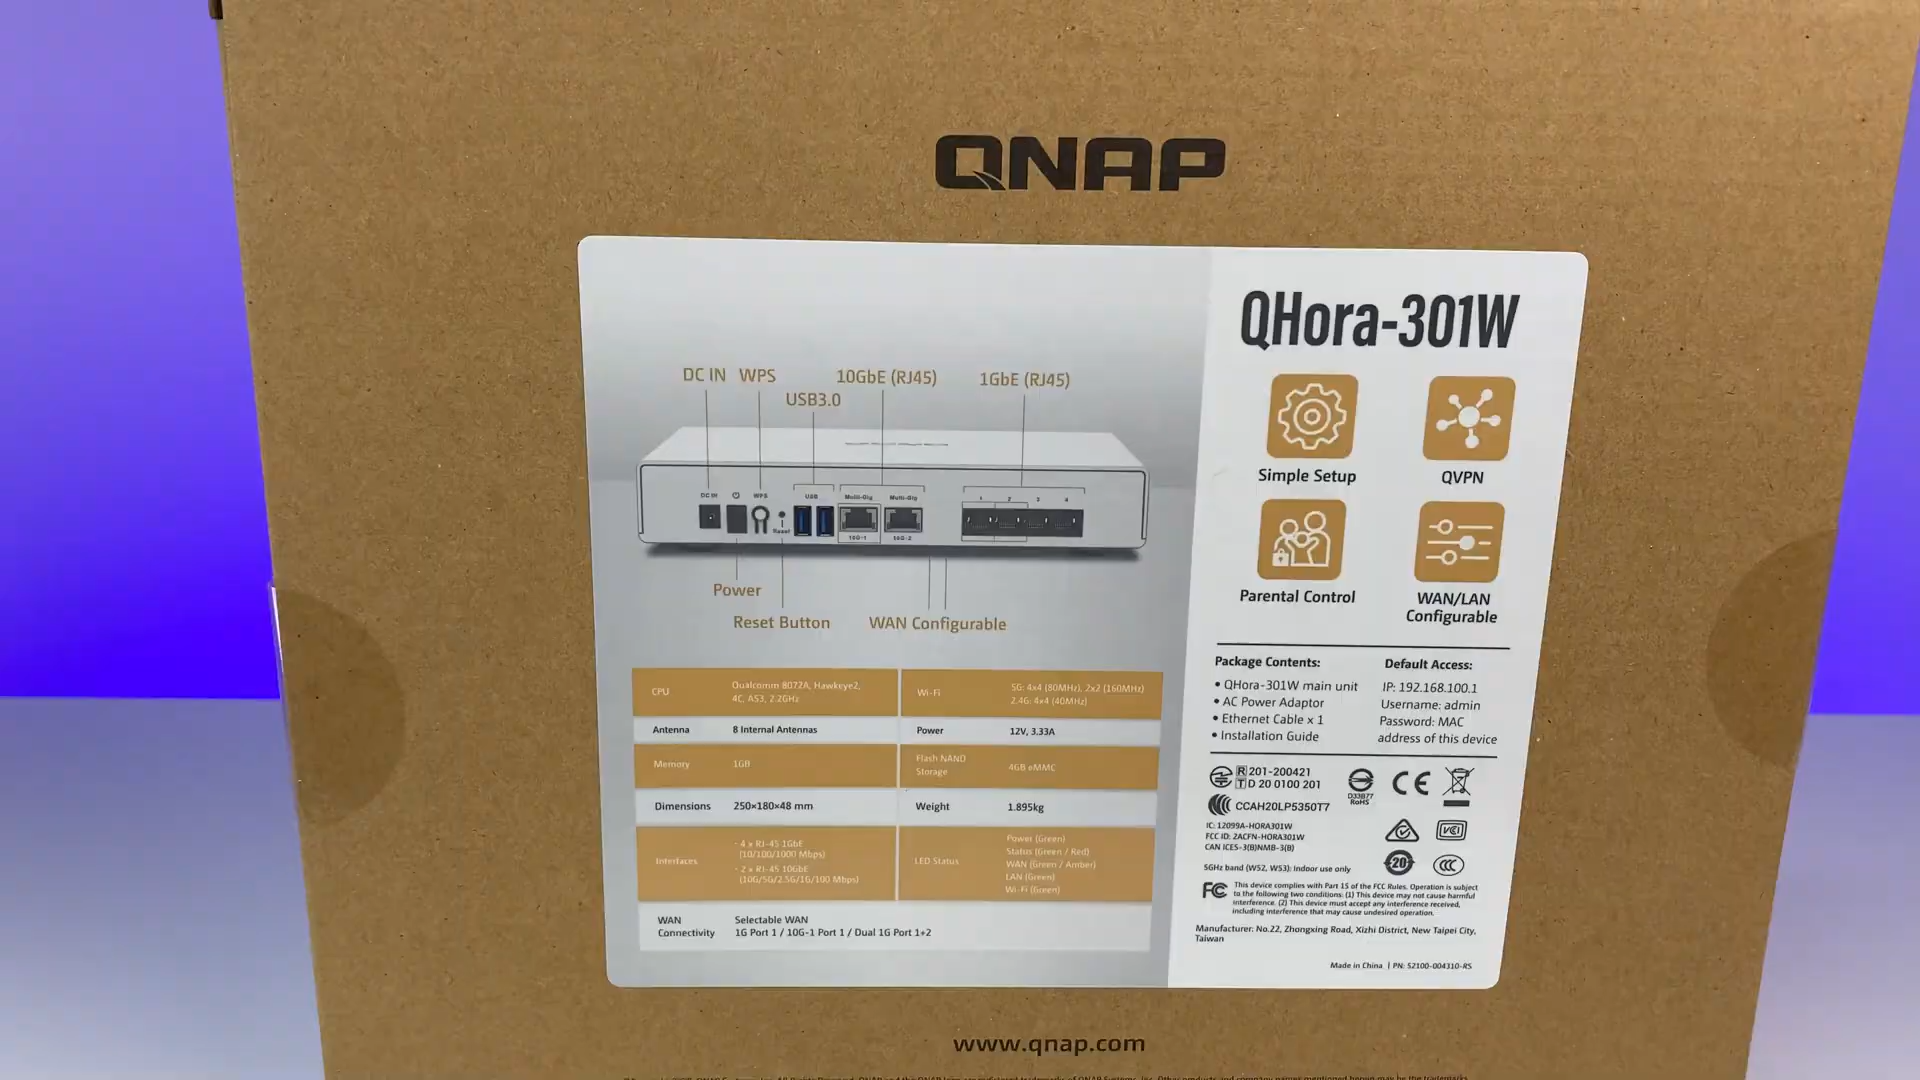 QNAP
QHora-301W
DC IN WPS
USB3.0
10GbE (RJ45)
1GbE (RJ45)
DC IN
WPS
USB
Multi-Gig
Multi-Gig
1
2
3
4
Reset
10G-1
10G-2
Power
Reset Button
WAN Configurable
CPU
Qualcomm 8072A, Hawkeye2,
4C, A53, 2.2GHz
Wi-Fi
5G: 4x4 (80MHz), 2x2 (160MHz)
2.4G: 4x4 (40MHz)
Antenna
8 Internal Antennas
Power
12V, 3.33A
Memory
1GB
Flash NAND
Storage
4GB eMMC
Dimensions
250×180×48 mm
Weight
1.895kg
Interfaces
- 4 x RJ-45 1GbE
(10/100/1000 Mbps)
- 2 x RJ-45 10GbE
(10G/5G/2.5G/1G/100 Mbps)
LED Status
Power (Green)
Status (Green / Red)
WAN (Green / Amber)
LAN (Green)
Wi-Fi (Green)
WAN
Connectivity
Selectable WAN
1G Port 1 / 10G-1 Port 1 / Dual 1G Port 1+2
Simple Setup
QVPN
Parental Control
WAN/LAN
Configurable
Package Contents:
• QHora-301W main unit
• AC Power Adaptor
• Ethernet Cable x 1
• Installation Guide
Default Access:
IP: 192.168.100.1
Username: admin
Password: MAC
address of this device
R 201-200421
T D 20 0100 201
CCAH20LP5350T7
D33B77
RoHS
CE
IC: 12099A-HORA301W
FCC ID: 2ACFN-HORA301W
CAN ICES-3(B)NMB-3(B)
VCI
20
CCC
5GHz band (W52, W53): Indoor use only
FC
This device complies with Part 15 of the FCC Rules. Operation is subject
to the following two conditions: (1) This device may not cause harmful
interference. (2) This device must accept any interference received,
including interference that may cause undesired operation.
Manufacturer: No.22, Zhongxing Road, Xizhi District, New Taipei City,
Taiwan
Made in China | PN: 52100-004310-RS
www.qnap.com